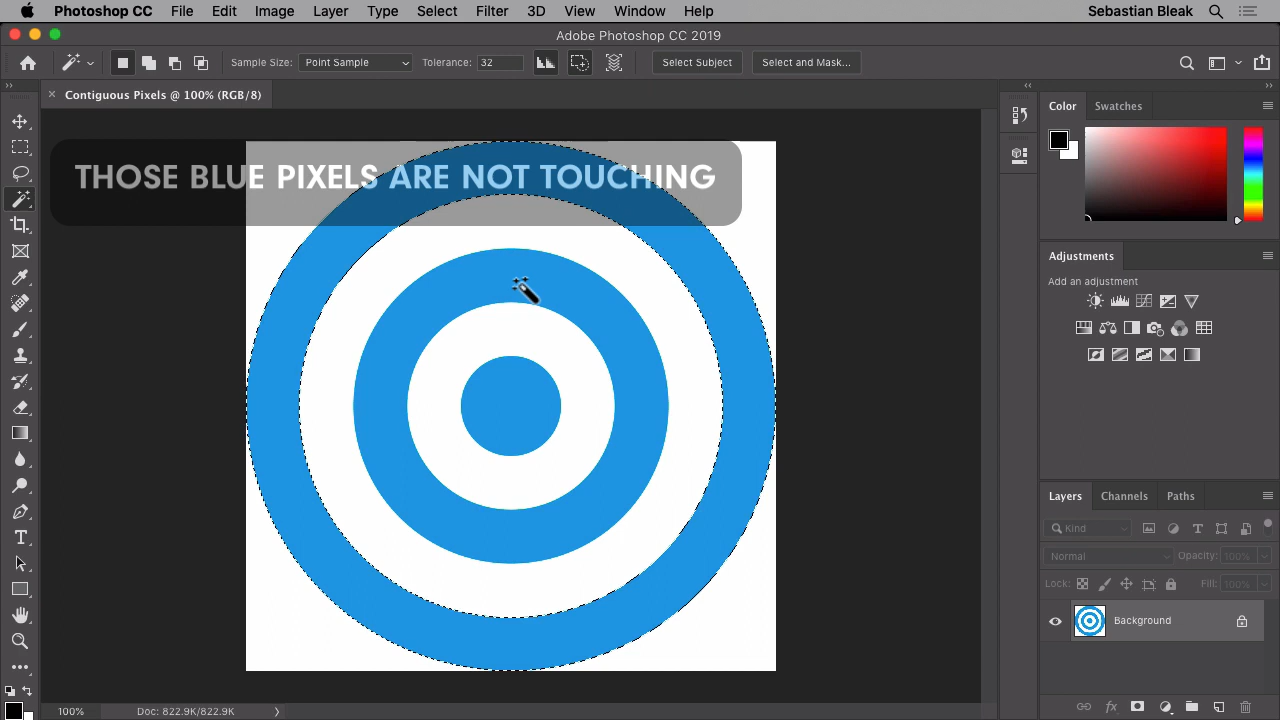 Photoshop CC File Edit Image Layer Type Select Filter 3D View Window Help Sebastian Bleak
Adobe Photoshop CC 2019
Sample Size: Point Sample Tolerance: 32 Select Subject Select and Mask...
× Contiguous Pixels @ 100% (RGB/8)
Color Swatches
THOSE BLUE PIXELS ARE NOT TOUCHING
Adjustments
Add an adjustment
Layers Channels Paths
Kind
Normal Opacity: 100%
Lock: Fill: 100%
Background
100% Doc: 822.9K/822.9K